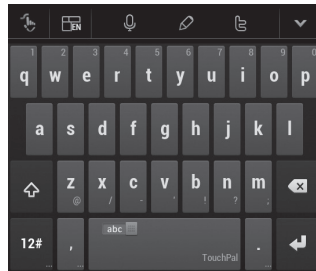 EN
1 2 3 4 5 6 7 8 9 0
q w e r t y u i o p
a s d f g h j k l
z x c v b n m
@ / - ' ! ? ;
12# , abc .
TouchPal